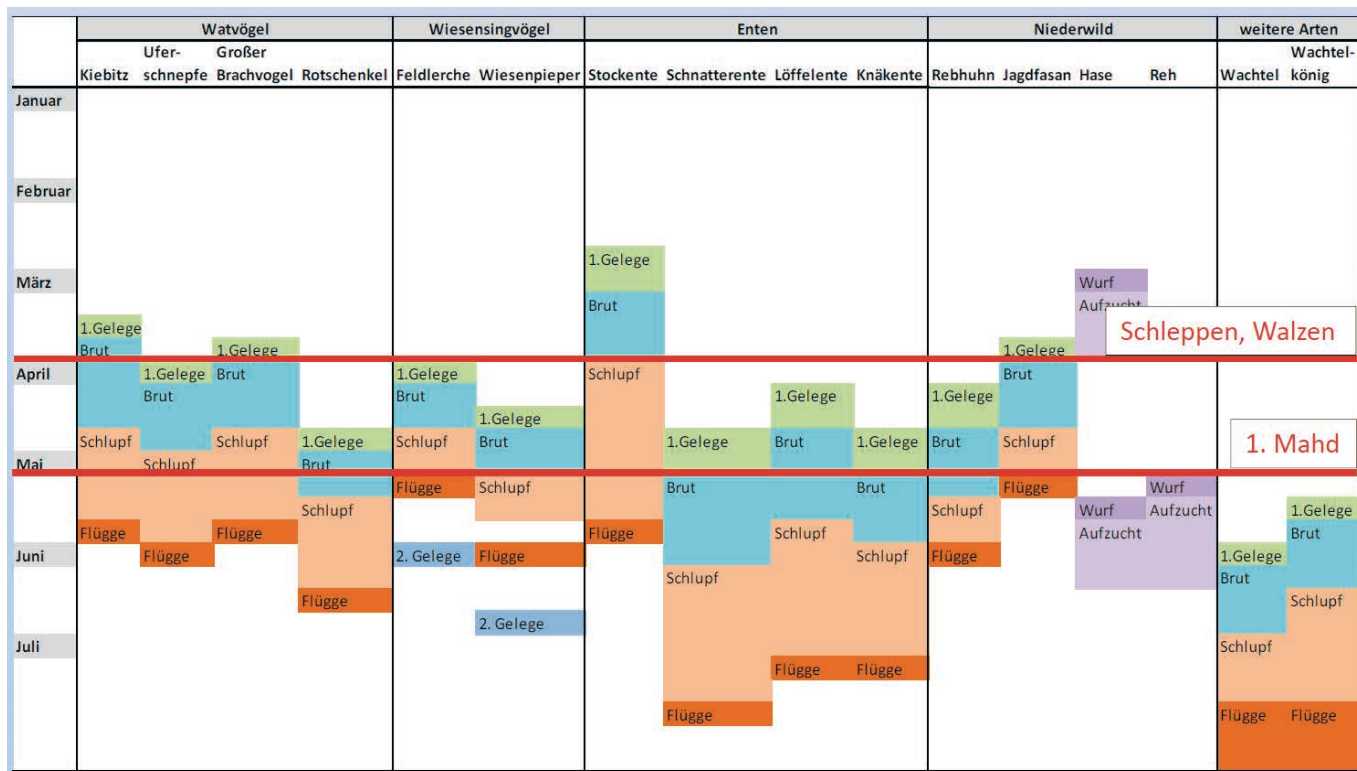 Watvögel Wiesensingvögel Enten Niederwild weitere Arten
Ufer- Großer Wachtel-
Kiebitz schnepfe Brachvogel Rotschenkel Feldlerche Wiesenpieper Stockente Schnatterente Löffelente Knäkente Rebhuhn Jagdfasan Hase Reh Wachtel könig
Januar
Februar
1.Gelege
März Wurf
Brut Aufzucht
1.Gelege
Schleppen, Walzen
Brut 1.Gelege 1.Gelege
April 1.Gelege Brut 1.Gelege Schlupf Brut
Brut Brut 1.Gelege 1.Gelege
1.Gelege
Schlupf Schlupf 1.Gelege Schlupf Brut 1.Gelege Brut 1.Gelege Brut Schlupf
1. Mahd
Mai Schlupf Brut
Flügge Schlupf Brut Brut Flügge Wurf
Schlupf Schlupf Wurf Aufzucht 1.Gelege
Flügge Flügge Flügge Schlupf Aufzucht Brut
Juni Flügge 2. Gelege Flügge Schlupf Flügge 1.Gelege
Schlupf Brut
Flügge Schlupf
2. Gelege
Juli Schlupf
Flügge Flügge
Flügge Flügge Flügge